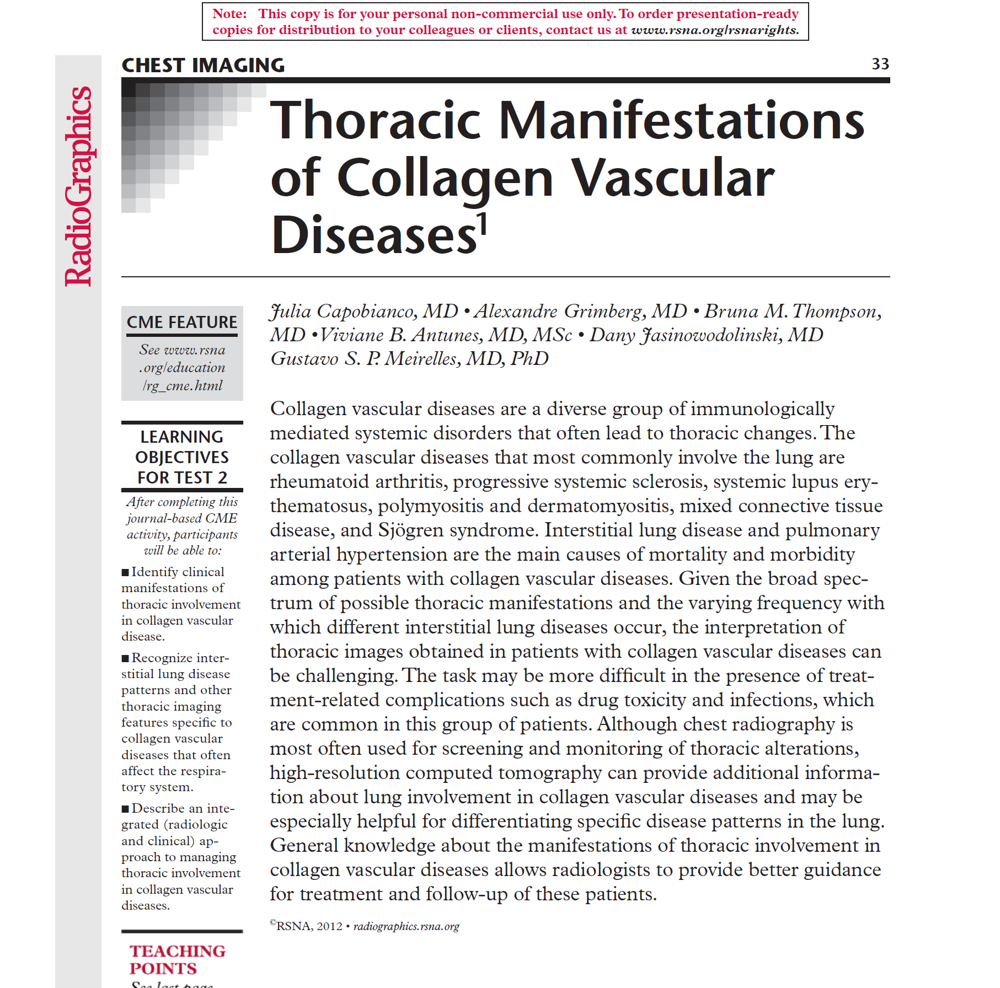 Note: This copy is for your personal non-commercial use only. To order presentation-ready
copies for distribution to your colleagues or clients, contact us at www.rsna.org/rsnarights.
CHEST IMAGING
33
RadioGraphics
Thoracic Manifestations
of Collagen Vascular
Diseases¹
Julia Capobianco, MD • Alexandre Grimberg, MD • Bruna M. Thompson,
MD • Viviane B. Antunes, MD, MSc • Dany Jasinowodolinski, MD
Gustavo S. P. Meirelles, MD, PhD
CME FEATURE
See www.rsna
.org/education
/rg_cme.html
LEARNING
OBJECTIVES
FOR TEST 2
After completing this
journal-based CME
activity, participants
will be able to:
■ Identify clinical
manifestations of
thoracic involvement
in collagen vascular
disease.
■ Recognize inter-
stitial lung disease
patterns and other
thoracic imaging
features specific to
collagen vascular
diseases that often
affect the respira-
tory system.
■ Describe an inte-
grated (radiologic
and clinical) ap-
proach to managing
thoracic involvement
in collagen vascular
diseases.
TEACHING
POINTS
See last page
Collagen vascular diseases are a diverse group of immunologically
mediated systemic disorders that often lead to thoracic changes. The
collagen vascular diseases that most commonly involve the lung are
rheumatoid arthritis, progressive systemic sclerosis, systemic lupus ery-
thematosus, polymyositis and dermatomyositis, mixed connective tissue
disease, and Sjögren syndrome. Interstitial lung disease and pulmonary
arterial hypertension are the main causes of mortality and morbidity
among patients with collagen vascular diseases. Given the broad spec-
trum of possible thoracic manifestations and the varying frequency with
which different interstitial lung diseases occur, the interpretation of
thoracic images obtained in patients with collagen vascular diseases can
be challenging. The task may be more difficult in the presence of treat-
ment-related complications such as drug toxicity and infections, which
are common in this group of patients. Although chest radiography is
most often used for screening and monitoring of thoracic alterations,
high-resolution computed tomography can provide additional informa-
tion about lung involvement in collagen vascular diseases and may be
especially helpful for differentiating specific disease patterns in the lung.
General knowledge about the manifestations of thoracic involvement in
collagen vascular diseases allows radiologists to provide better guidance
for treatment and follow-up of these patients.
©RSNA, 2012 • radiographics.rsna.org